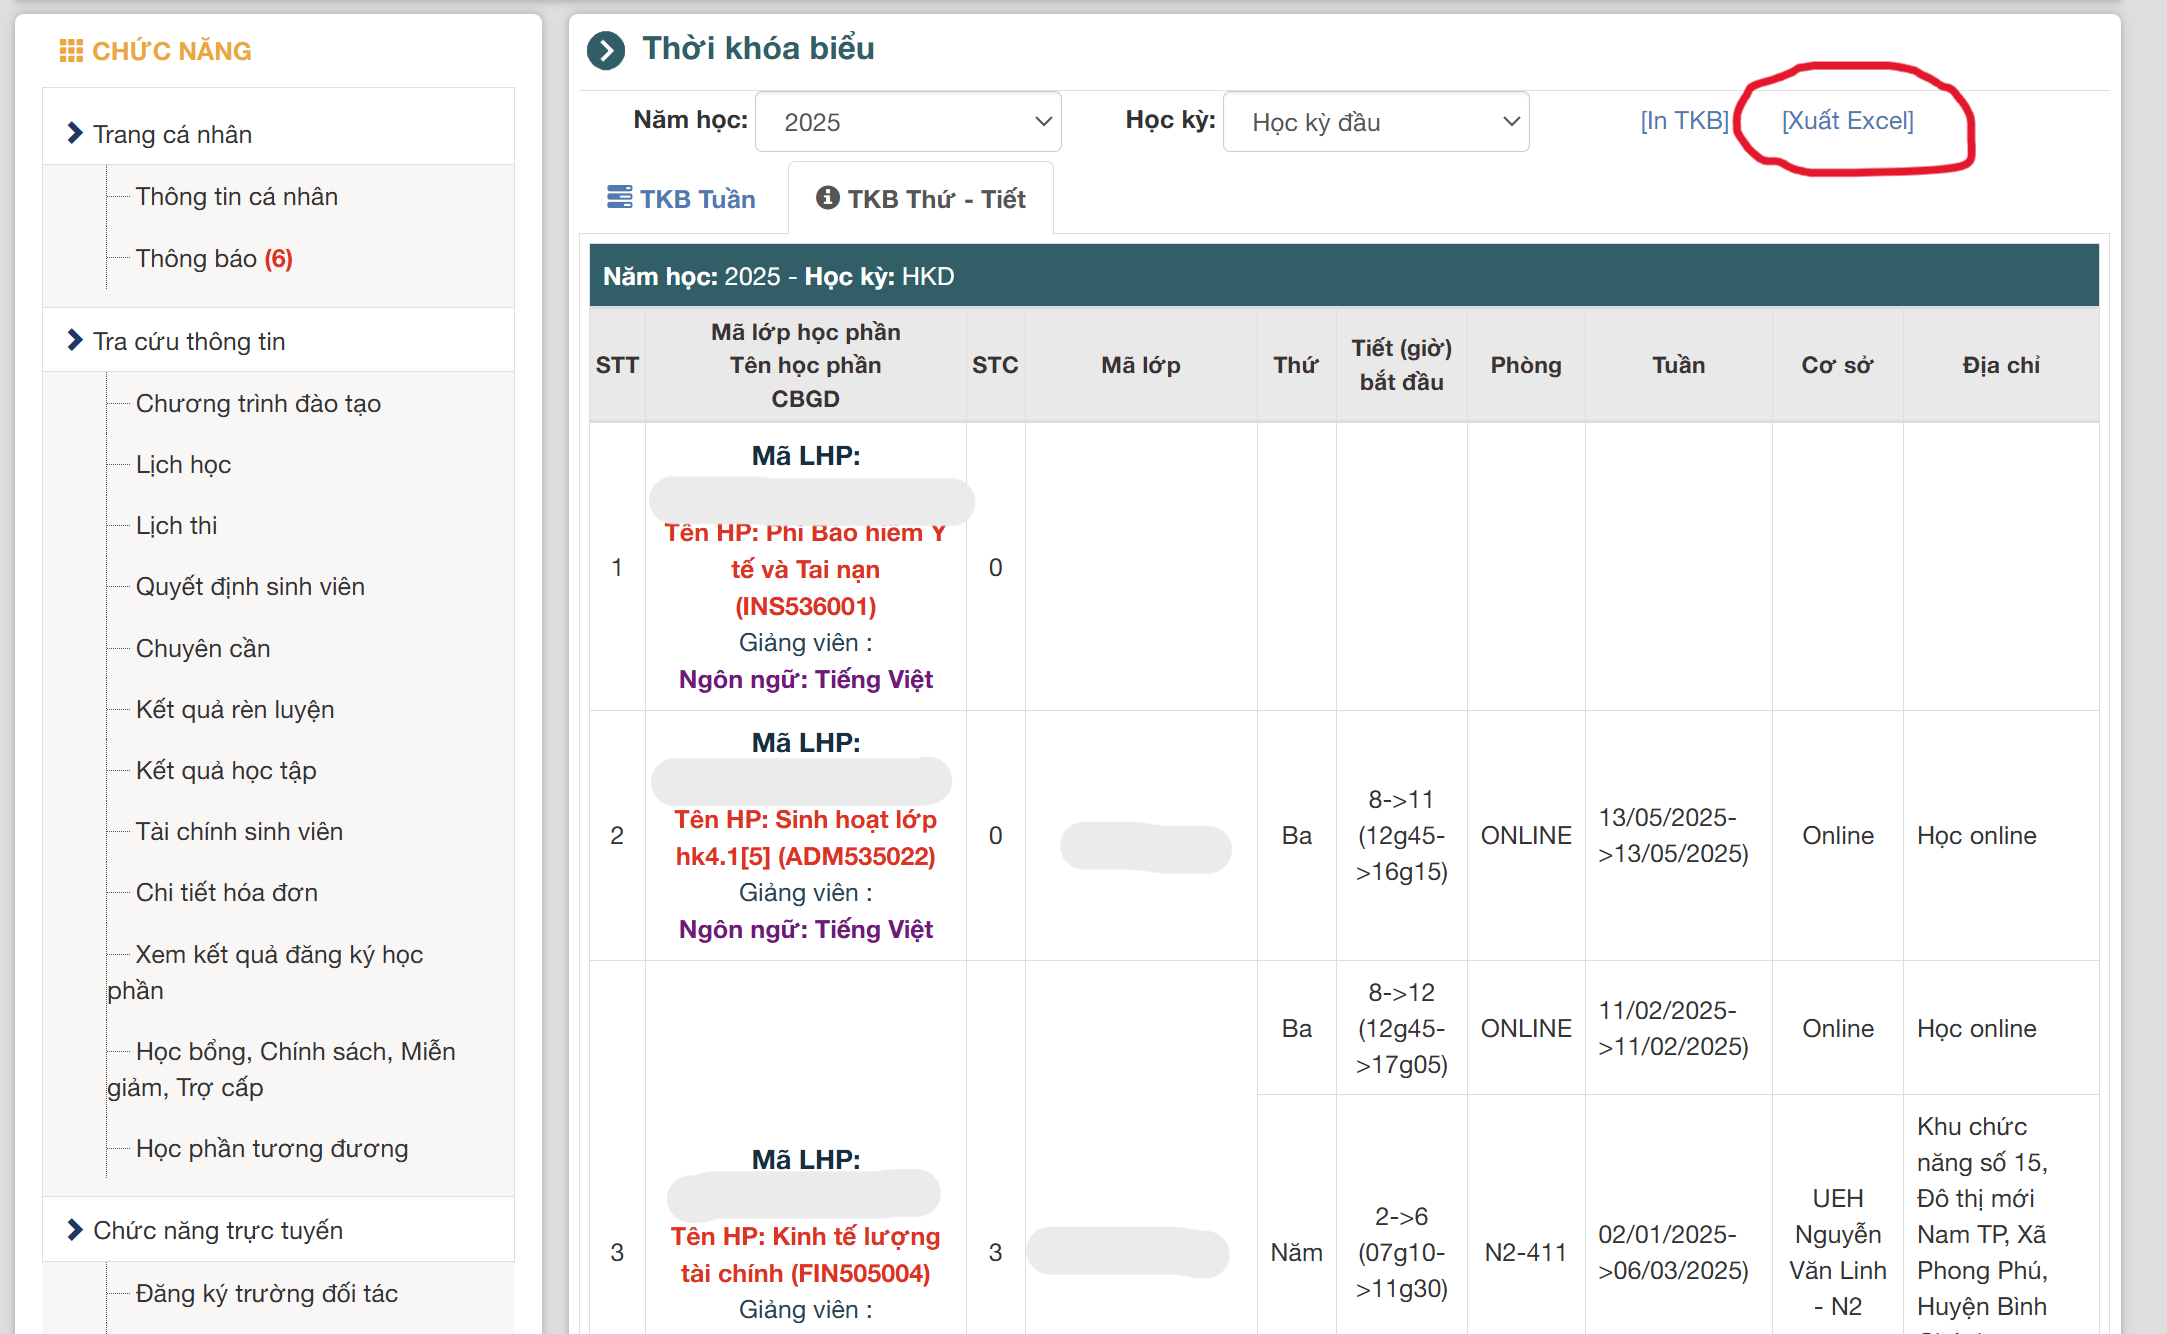 CHỨC NĂNG
Trang cá nhân
Thông tin cá nhân
Thông báo (6)
Tra cứu thông tin
Chương trình đào tạo
Lịch học
Lịch thi
Quyết định sinh viên
Chuyên cần
Kết quả rèn luyện
Kết quả học tập
Tài chính sinh viên
Chi tiết hóa đơn
Xem kết quả đăng ký học
phần
Học bổng, Chính sách, Miễn
giảm, Trợ cấp
Học phần tương đương
Chức năng trực tuyến
Đăng ký trường đối tác
Thời khóa biểu
Năm học: 2025 Học kỳ: Học kỳ đầu [In TKB] [Xuất Excel]
TKB Tuần TKB Thứ - Tiết
Năm học: 2025 - Học kỳ: HKD
STT
Mã lớp học phần
Tên học phần
CBGD
STC
Mã lớp
Thứ
Tiết (giờ)
bắt đầu
Phòng
Tuần
Cơ sở
Địa chỉ
1
Mã LHP:
Tên HP: Phí Bảo hiểm Y
tế và Tai nạn
(INS536001)
Giảng viên :
Ngôn ngữ: Tiếng Việt
0
2
Mã LHP:
Tên HP: Sinh hoạt lớp
hk4.1[5] (ADM535022)
Giảng viên :
Ngôn ngữ: Tiếng Việt
0
Ba
8->11
(12g45-
>16g15)
ONLINE
13/05/2025-
>13/05/2025)
Online
Học online
3
Mã LHP:
Tên HP: Kinh tế lượng
tài chính (FIN505004)
Giảng viên :
3
Ba
8->12
(12g45-
>17g05)
ONLINE
11/02/2025-
>11/02/2025)
Online
Học online
Năm
2->6
(07g10-
>11g30)
N2-411
02/01/2025-
>06/03/2025)
UEH
Nguyễn
Văn Linh
- N2
Khu chức
năng số 15,
Đô thị mới
Nam TP, Xã
Phong Phú,
Huyện Bình